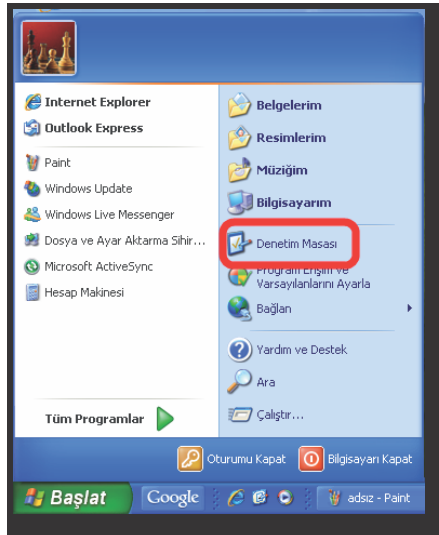 Internet Explorer
Outlook Express
Paint
Windows Update
Windows Live Messenger
Dosya ve Ayar Aktarma Sihir...
Microsoft ActiveSync
Hesap Makinesi
Tüm Programlar
Belgelerim
Resimlerim
Müziğim
Bilgisayarım
Denetim Masası
Program Erişim ve
Varsayılanlarını Ayarla
Bağlan
Yardım ve Destek
Ara
Çalıştır...
Oturumu Kapat
Bilgisayarı Kapat
Başlat
Google
adsız - Paint